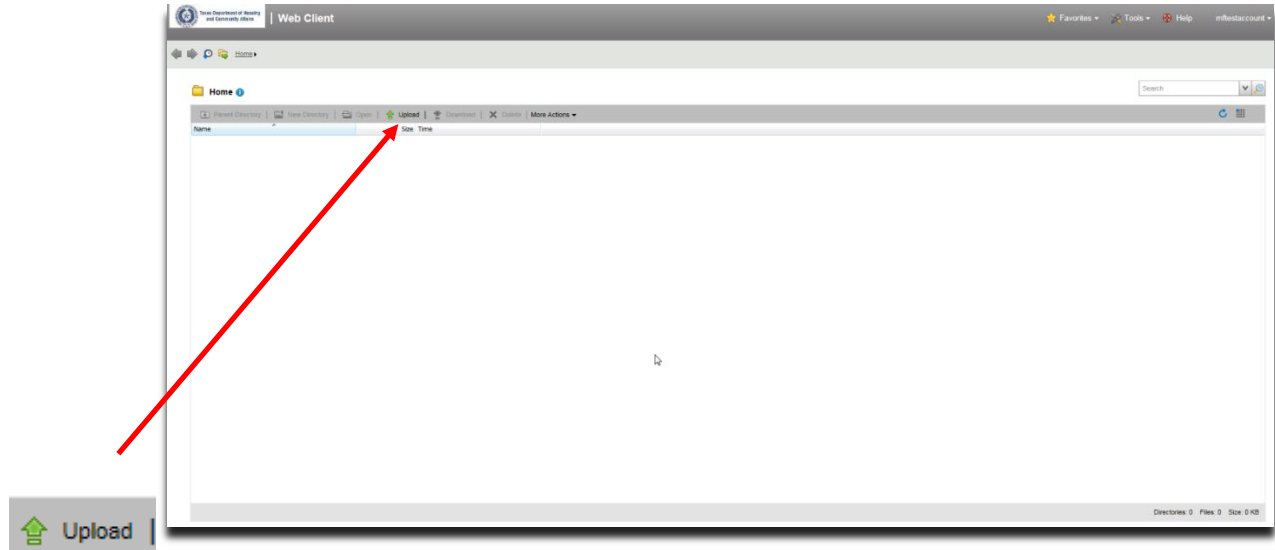 Texas Department of Housing
and Community Affairs
| Web Client
Favorites
Tools
Help
mftestaccount
Home
Home
Search
Parent Directory | New Directory | Open | Upload | Download | Delete | More Actions
Name Size Time
Directories: 0 Files: 0 Size: 0 KB
Upload |